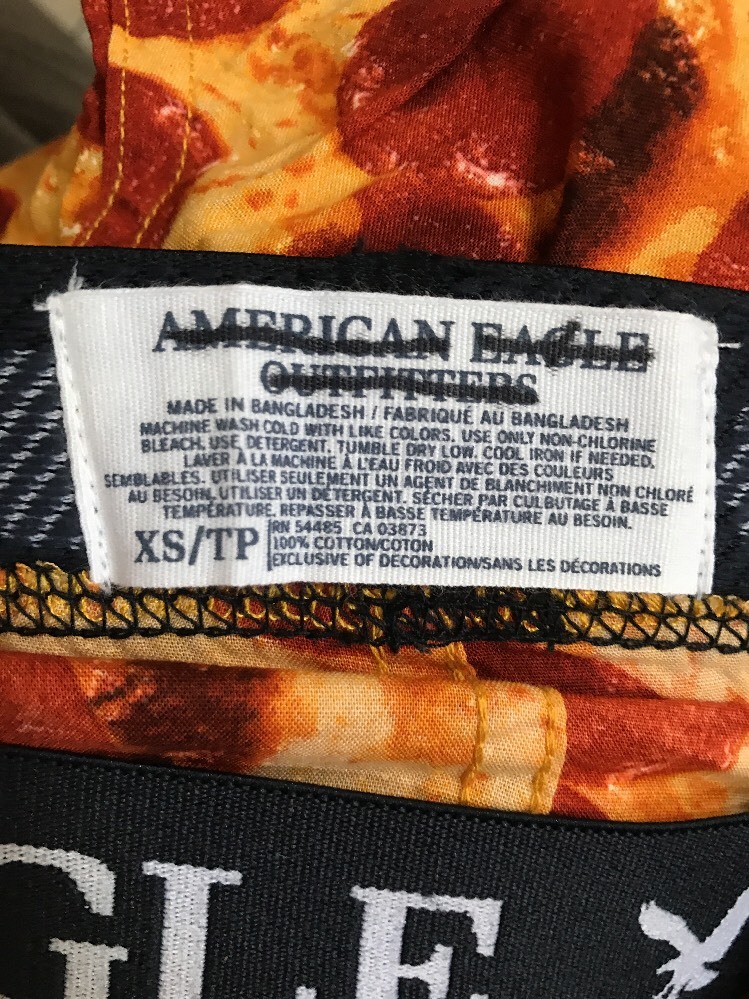 AMERICAN EAGLE
OUTFITTERS
MADE IN BANGLADESH / FABRIQUÉ AU BANGLADESH
MACHINE WASH COLD WITH LIKE COLORS. USE ONLY NON-CHLORINE
BLEACH. USE DETERGENT. TUMBLE DRY LOW. COOL IRON IF NEEDED.
LAVER À LA MACHINE À L'EAU FROID AVEC DES COULEURS
SEMBLABLES. UTILISER SEULEMENT UN AGENT DE BLANCHIMENT NON CHLORÉ
AU BESOIN. UTILISER UN DÉTERGENT. SÉCHER PAR CULBUTAGE À BASSE
TEMPÉRATURE. REPASSER À BASSE TEMPÉRATURE AU BESOIN.
XS/TP
RN 54485 CA 03873
100% COTTON/COTON
EXCLUSIVE OF DECORATION/SANS LES DÉCORATIONS
GLE